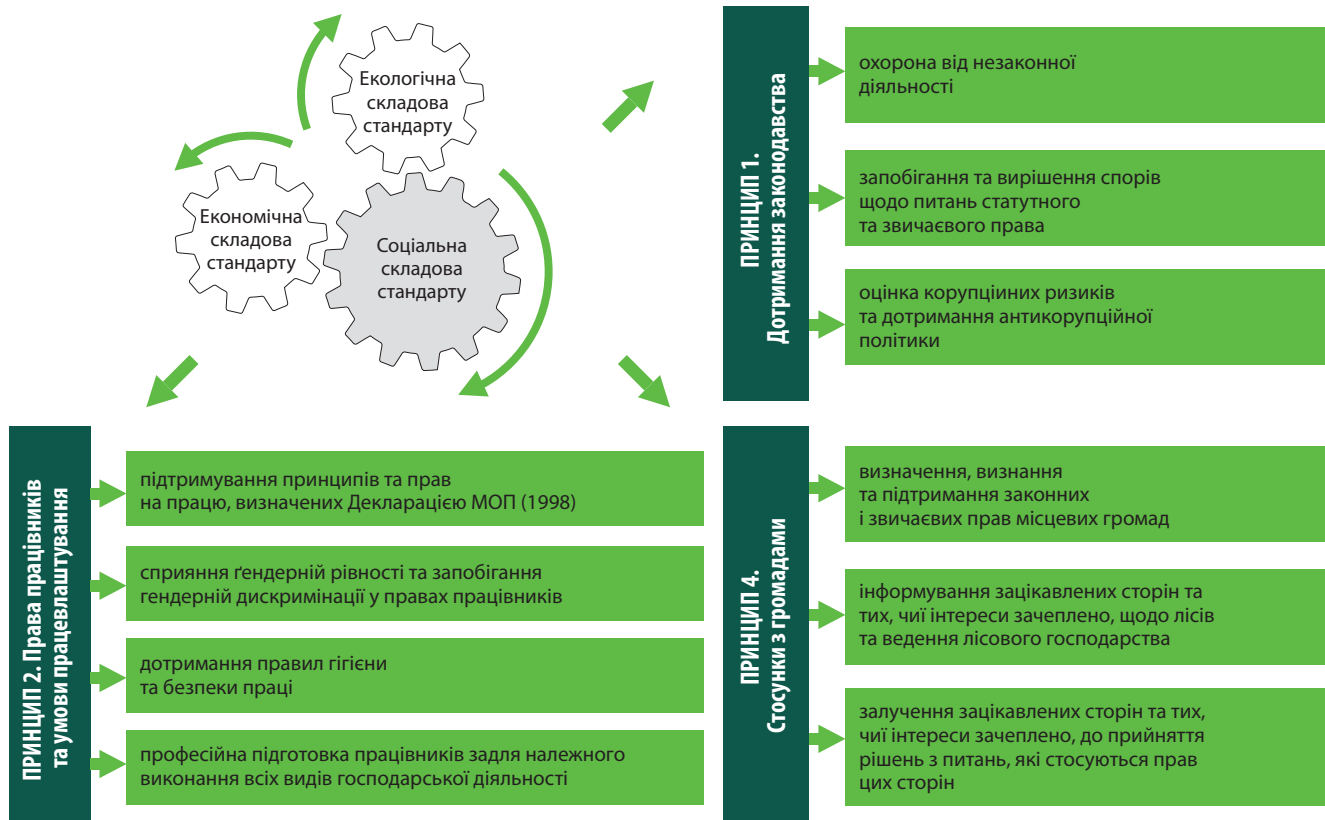 Екологічна
складова
стандарту
Економічна
складова
стандарту
Соціальна
складова
стандарту
ПРИНЦИП 1.
Дотримання законодавства
охорона від незаконної
діяльності
запобігання та вирішення спорів
щодо питань статутного
та звичаєвого права
оцінка корупціиних ризиків
та дотримання антикорупційної
політики
ПРИНЦИП 2. Права працівників
та умови працевлаштування
підтримування принципів та прав
на працю, визначених Декларацією МОП (1998)
сприяння ґендерній рівності та запобігання
гендерній дискримінації у правах працівників
дотримання правил гігієни
та безпеки праці
професійна підготовка працівників задля належного
виконання всіх видів господарської діяльності
ПРИНЦИП 4.
Стосунки з громадами
визначення, визнання
та підтримання законних
і звичаєвих прав місцевих громад
інформування зацікавлених сторін та
тих, чиї інтереси зачеплено, щодо лісів
та ведення лісового господарства
залучення зацікавлених сторін та тих,
чиї інтереси зачеплено, до прийняття
рішень з питань, які стосуються прав
цих сторін